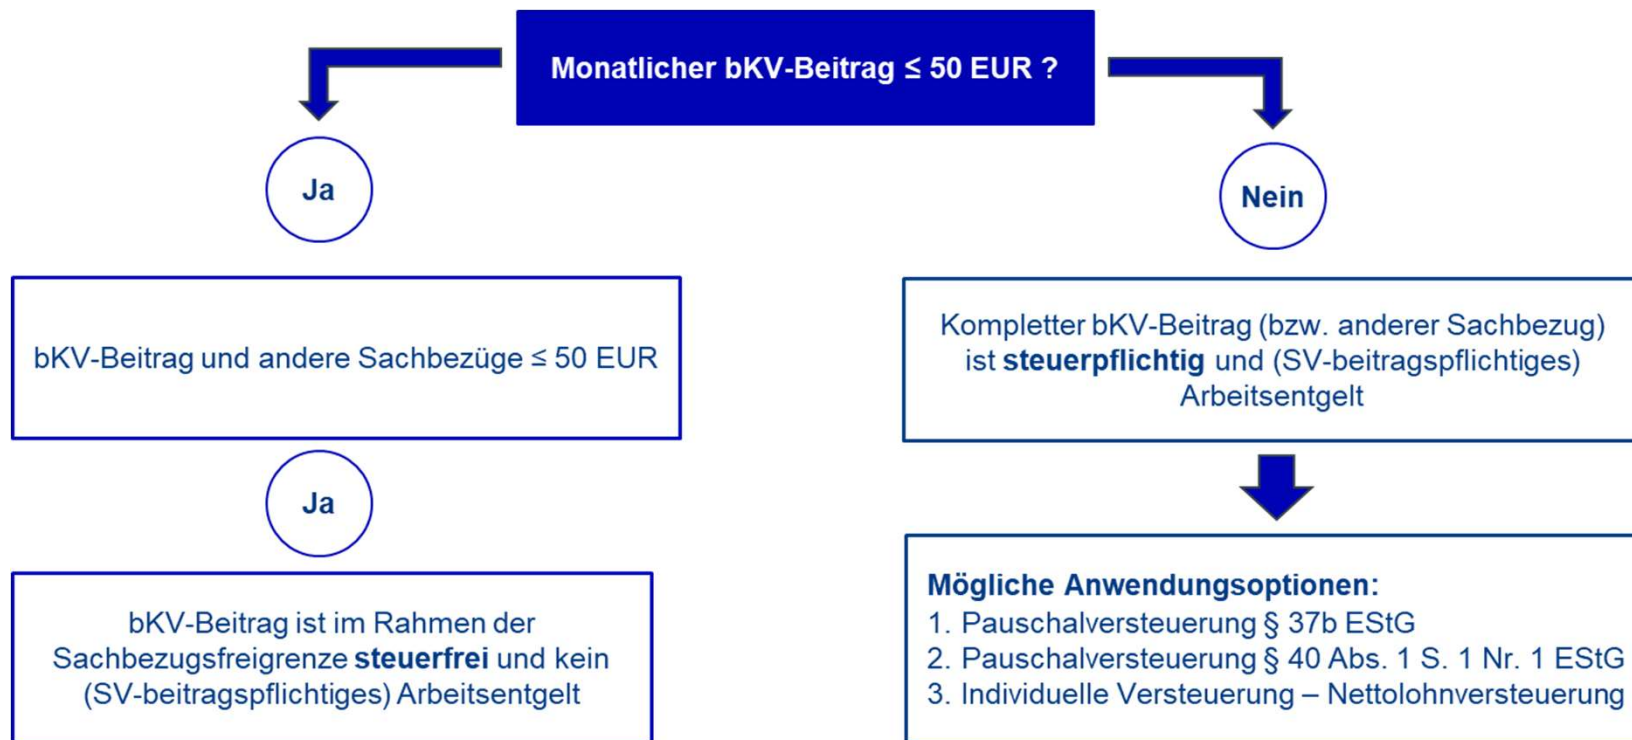 Monatlicher bKV-Beitrag ≤ 50 EUR ?
Ja
Nein
bKV-Beitrag und andere Sachbezüge ≤ 50 EUR
Kompletter bKV-Beitrag (bzw. anderer Sachbezug)
ist steuerpflichtig und (SV-beitragspflichtiges)
Arbeitsentgelt
Ja
bKV-Beitrag ist im Rahmen der
Sachbezugsfreigrenze steuerfrei und kein
(SV-beitragspflichtiges) Arbeitsentgelt
Mögliche Anwendungsoptionen:
1. Pauschalversteuerung § 37b EStG
2. Pauschalversteuerung § 40 Abs. 1 S. 1 Nr. 1 EStG
3. Individuelle Versteuerung – Nettolohnversteuerung